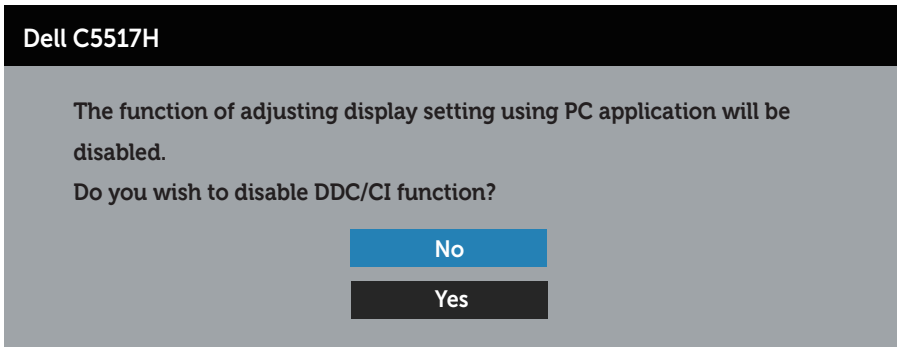 Dell C5517H
The function of adjusting display setting using PC application will be
disabled.
Do you wish to disable DDC/CI function?
No
Yes